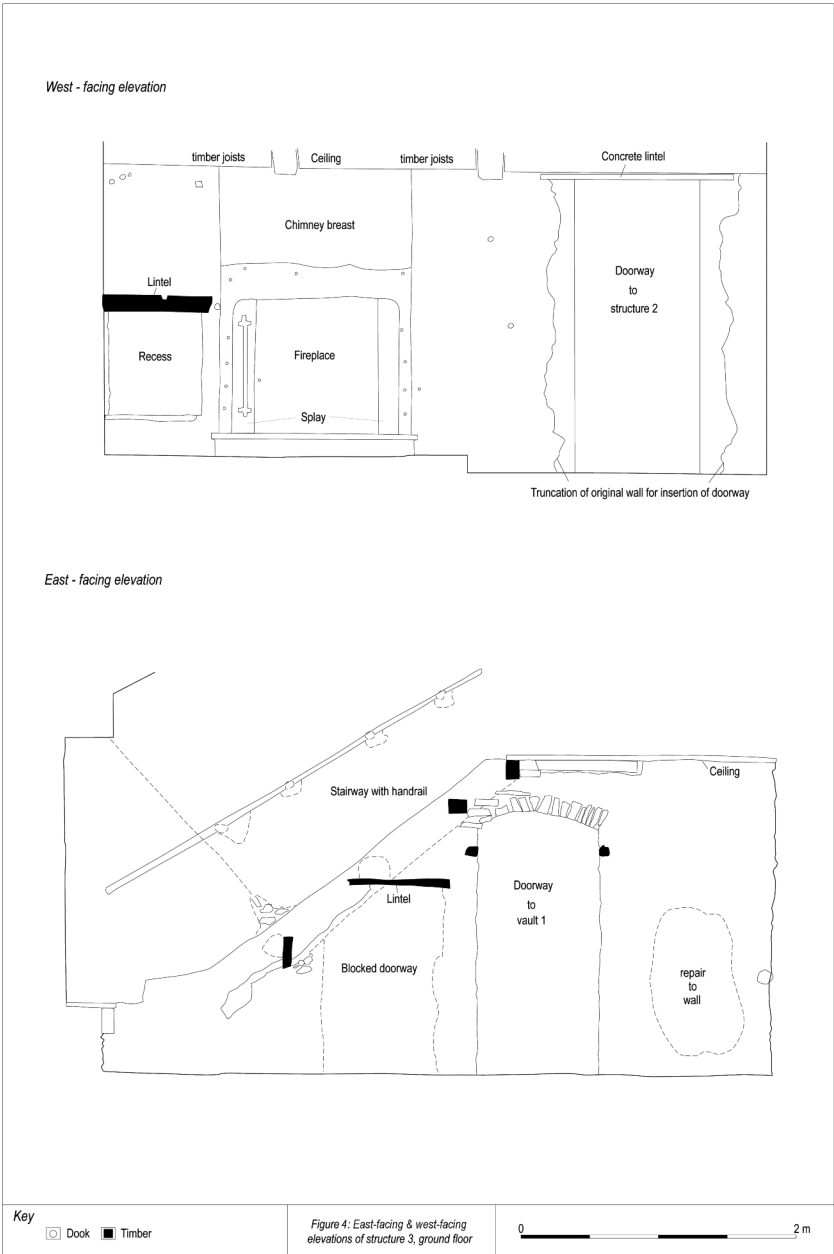 West - facing elevation
timber joists
Ceiling
timber joists
Concrete lintel
Chimney breast
Lintel
Doorway
to
structure 2
Recess
Fireplace
Splay
Truncation of original wall for insertion of doorway
East - facing elevation
Ceiling
Stairway with handrail
Lintel
Doorway
to
vault 1
Blocked doorway
repair
to
wall
Key
Dook
Timber
Figure 4: East-facing & west-facing
elevations of structure 3, ground floor
0
2 m